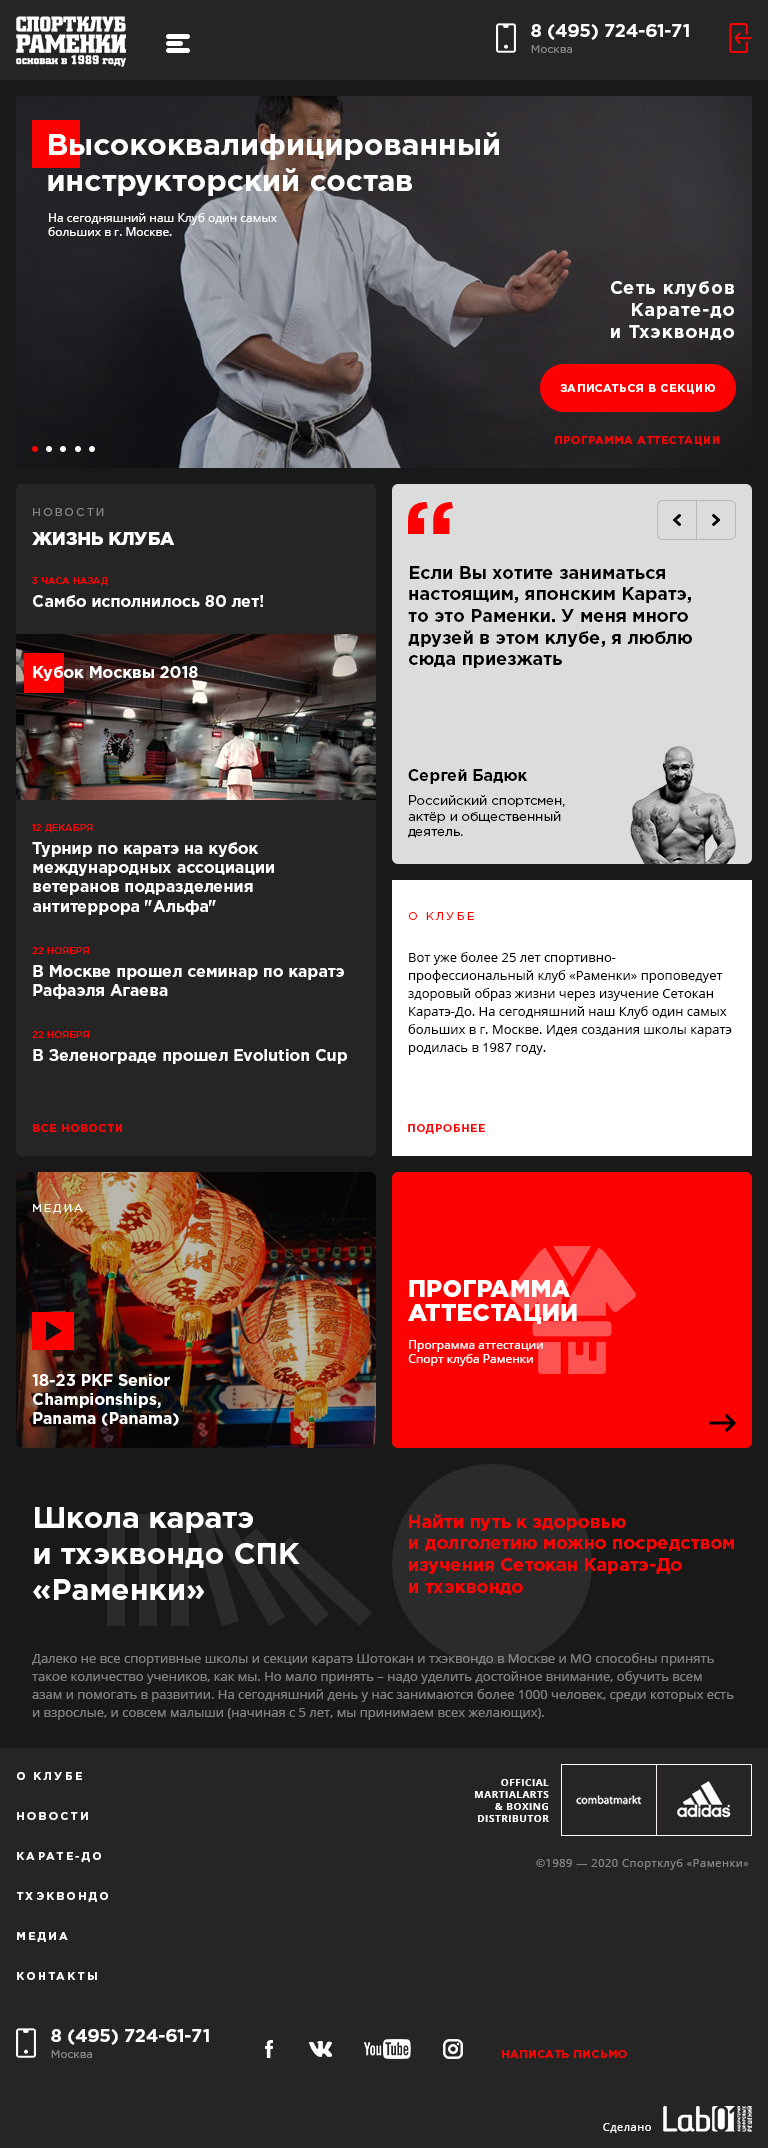 СПОРТКЛУБ
РАМЕНКИ
основан в 1989 году
8 (495) 724-61-71
Москва
Высококвалифицированный
инструкторский состав
На сегодняшний наш Клуб один самых
больших в г. Москве.
Сеть клубов
Карате-до
и Тхэквондо
ЗАПИСАТЬСЯ В СЕКЦИЮ
ПРОГРАММА АТТЕСТАЦИИ
НОВОСТИ
ЖИЗНЬ КЛУБА
3 ЧАСА НАЗАД
Самбо исполнилось 80 лет!
Кубок Москвы 2018
12 ДЕКАБРЯ
Турнир по каратэ на кубок
международных ассоциации
ветеранов подразделения
антитеррора "Альфа"
22 НОЯБРЯ
В Москве прошел семинар по каратэ
Рафаэля Агаева
22 НОЯБРЯ
В Зеленограде прошел Evolution Cup
ВСЕ НОВОСТИ
Если Вы хотите заниматься
настоящим, японским Каратэ,
то это Раменки. У меня много
друзей в этом клубе, я люблю
сюда приезжать
Сергей Бадюк
Российский спортсмен,
актёр и общественный
деятель.
О КЛУБЕ
Вот уже более 25 лет спортивно-
профессиональный клуб «Раменки» проповедует
здоровый образ жизни через изучение Сетокан
Каратэ-До. На сегодняшний наш Клуб один самых
больших в г. Москве. Идея создания школы каратэ
родилась в 1987 году.
ПОДРОБНЕЕ
МЕДИА
18-23 PKF Senior
Championships,
Panama (Panama)
ПРОГРАММА
АТТЕСТАЦИИ
Программа аттестации
Спорт клуба Раменки
Школа каратэ
и тхэквондо СПК
«Раменки»
Найти путь к здоровью
и долголетию можно посредством
изучения Сетокан Каратэ-До
и тхэквондо
Далеко не все спортивные школы и секции каратэ Шотокан и тхэквондо в Москве и МО способны принять
такое количество учеников, как мы. Но мало принять – надо уделить достойное внимание, обучить всем
азам и помогать в развитии. На сегодняшний день у нас занимаются более 1000 человек, среди которых есть
и взрослые, и совсем малыши (начиная с 5 лет, мы принимаем всех желающих).
О КЛУБЕ
НОВОСТИ
КАРАТЕ-ДО
ТХЭКВОНДО
МЕДИА
КОНТАКТЫ
OFFICIAL
MARTIALARTS
& BOXING
DISTRIBUTOR
combatmarkt
adidas
©1989 — 2020 Спортклуб «Раменки»
8 (495) 724-61-71
Москва
You Tube
НАПИСАТЬ ПИСЬМО
Сделано
Lab01